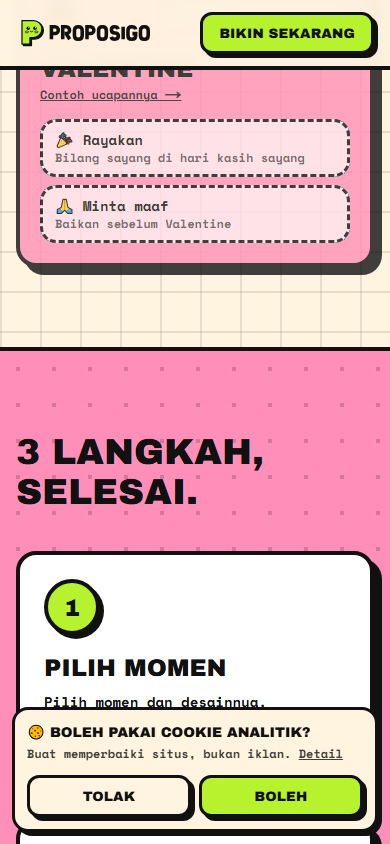 PROPOSIGO
BIKIN SEKARANG
VALENTINE
Contoh ucapannya →
Rayakan
Bilang sayang di hari kasih sayang
Minta maaf
Baikan sebelum Valentine
3 LANGKAH,
SELESAI.
1
PILIH MOMEN
Pilih momen dan desainnya.
BOLEH PAKAI COOKIE ANALITIK?
Buat memperbaiki situs, bukan iklan. Detail
TOLAK
BOLEH